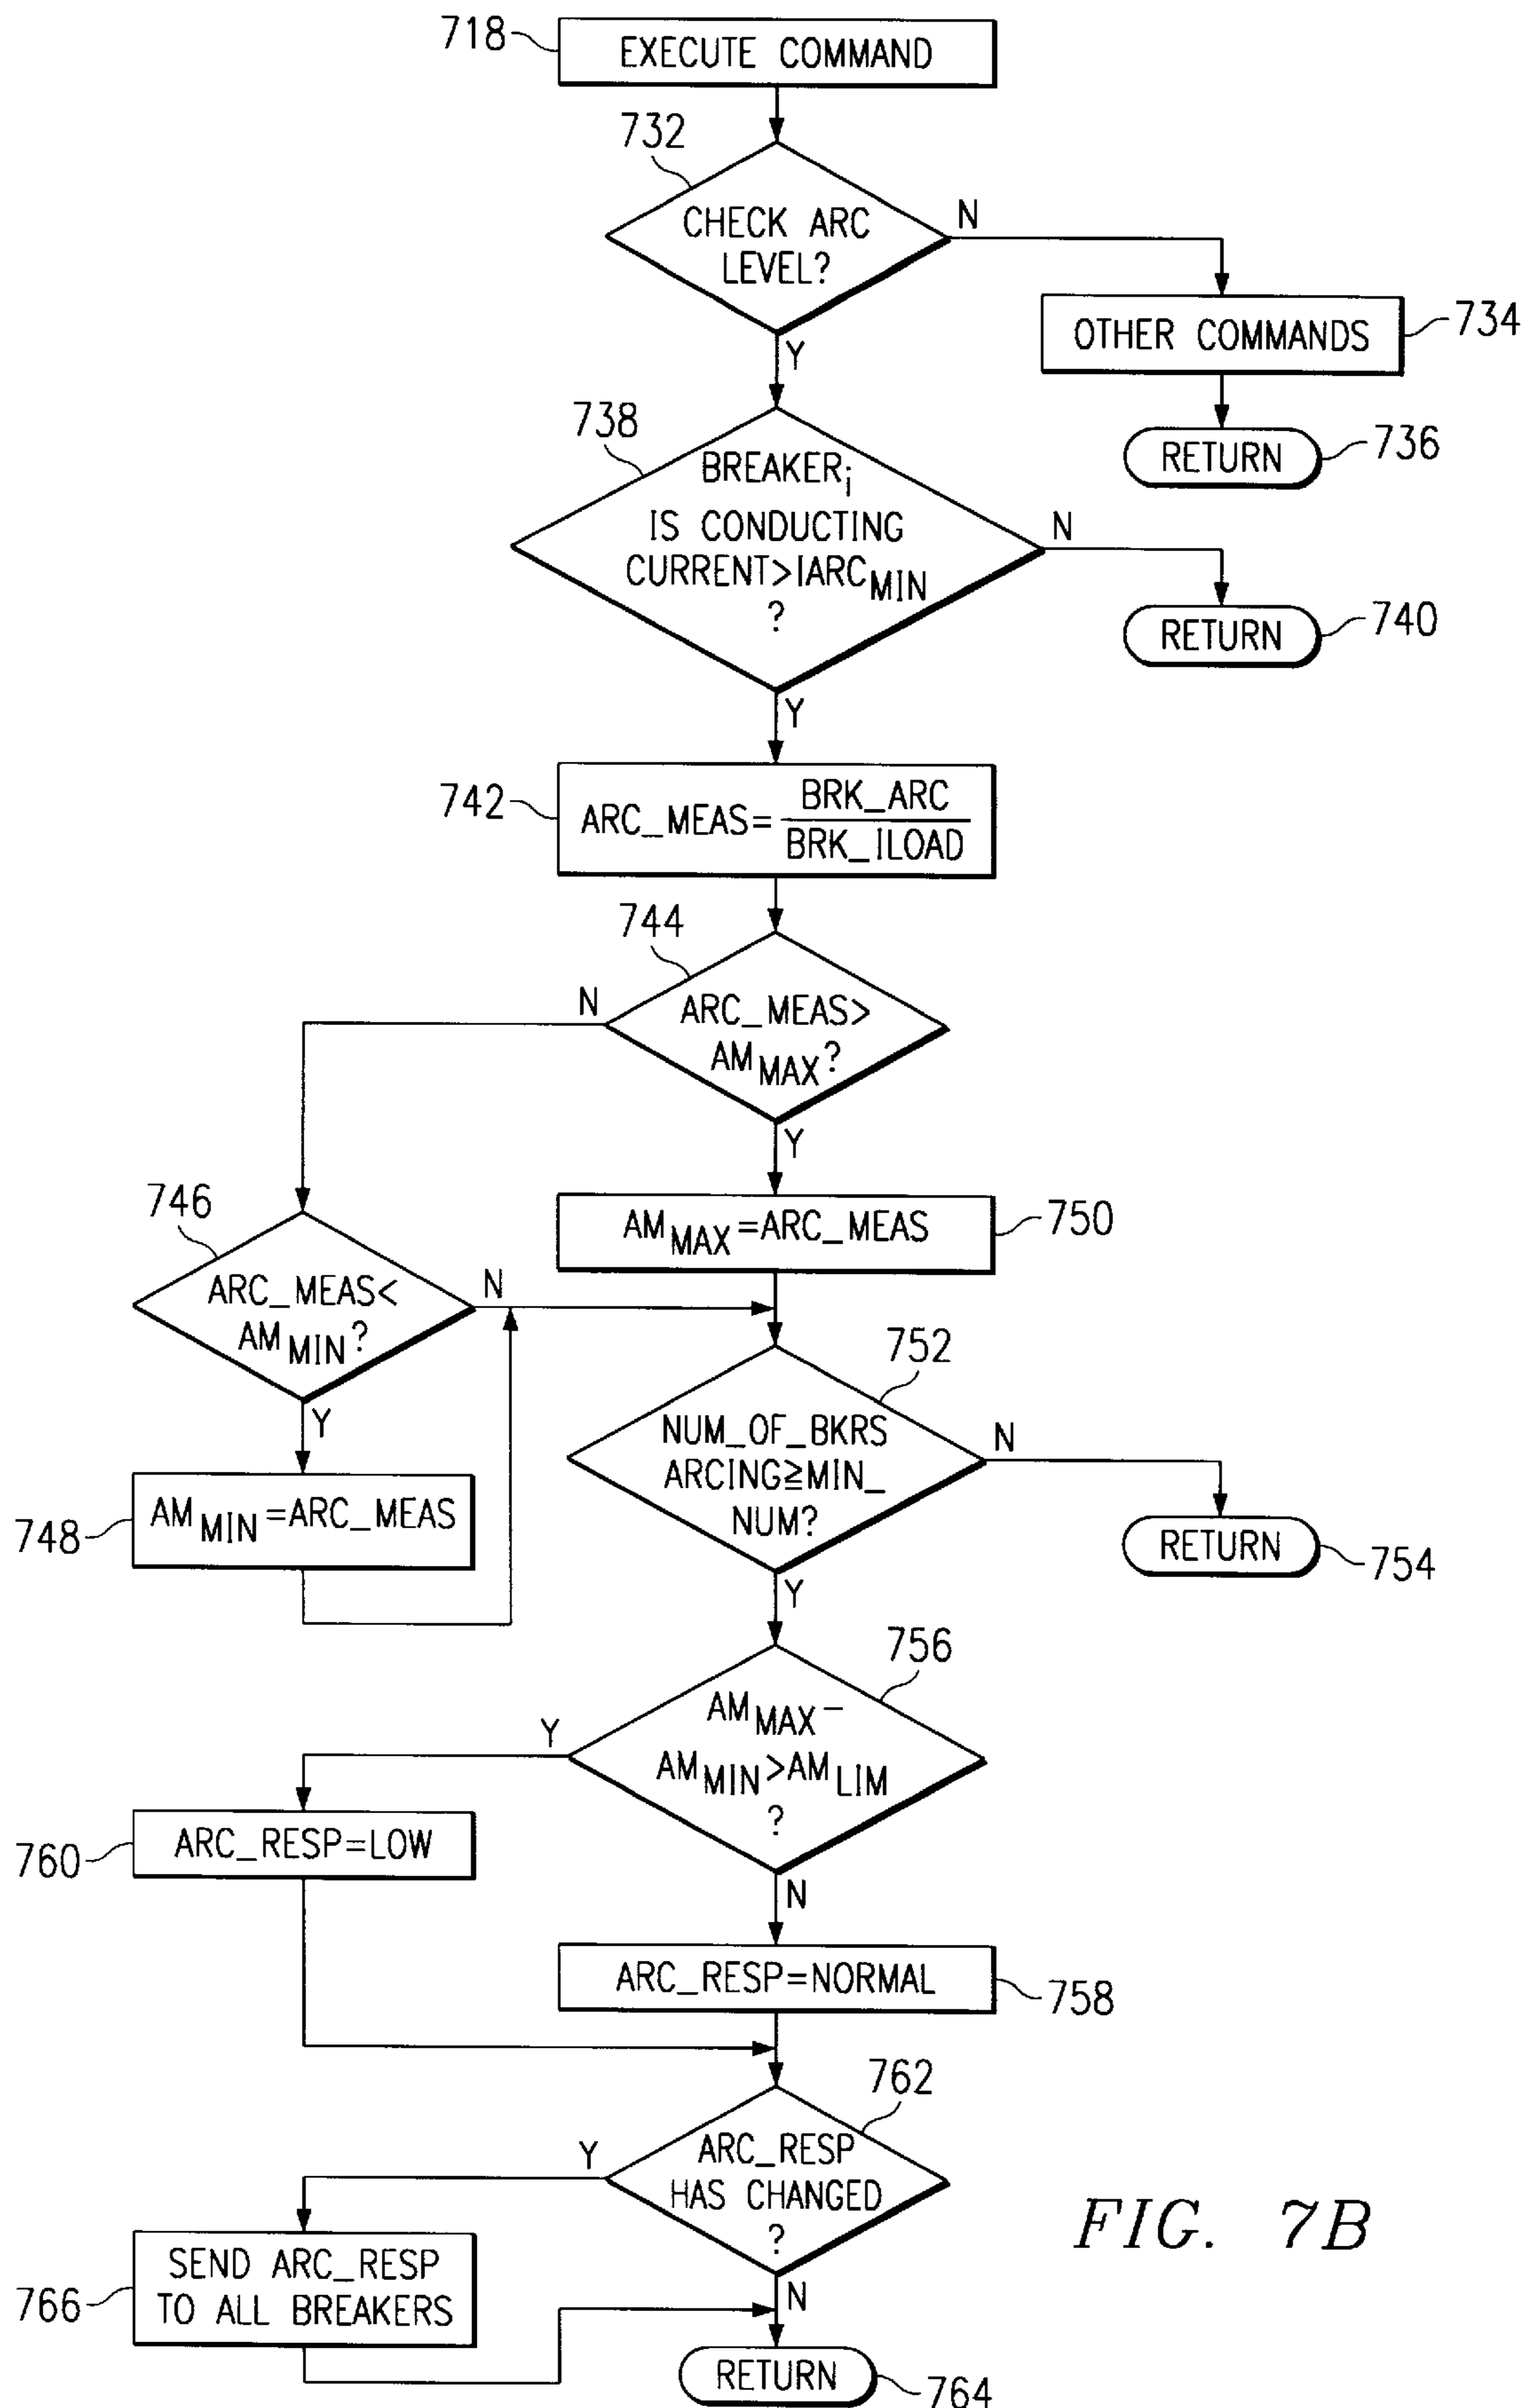 718
EXECUTE COMMAND
732
CHECK ARC
LEVEL?
N
Y
OTHER COMMANDS
734
RETURN
736
738
BREAKERi
IS CONDUCTING
CURRENT>IARCMIN
?
N
Y
RETURN
740
742
ARC_MEAS=
BRK_ARC
BRK_ILOAD
744
ARC_MEAS>
AMMAX?
N
Y
746
ARC_MEAS<
AMMIN?
N
Y
AMMAX=ARC_MEAS
750
748
AMMIN=ARC_MEAS
752
NUM_OF_BKRS
ARCING≧MIN_
NUM?
N
Y
RETURN
754
756
AMMAX-
AMMIN>AMLIM
?
Y
N
760
ARC_RESP=LOW
ARC_RESP=NORMAL
758
762
ARC_RESP
HAS CHANGED
?
Y
N
766
SEND ARC_RESP
TO ALL BREAKERS
RETURN
764
FIG. 7B